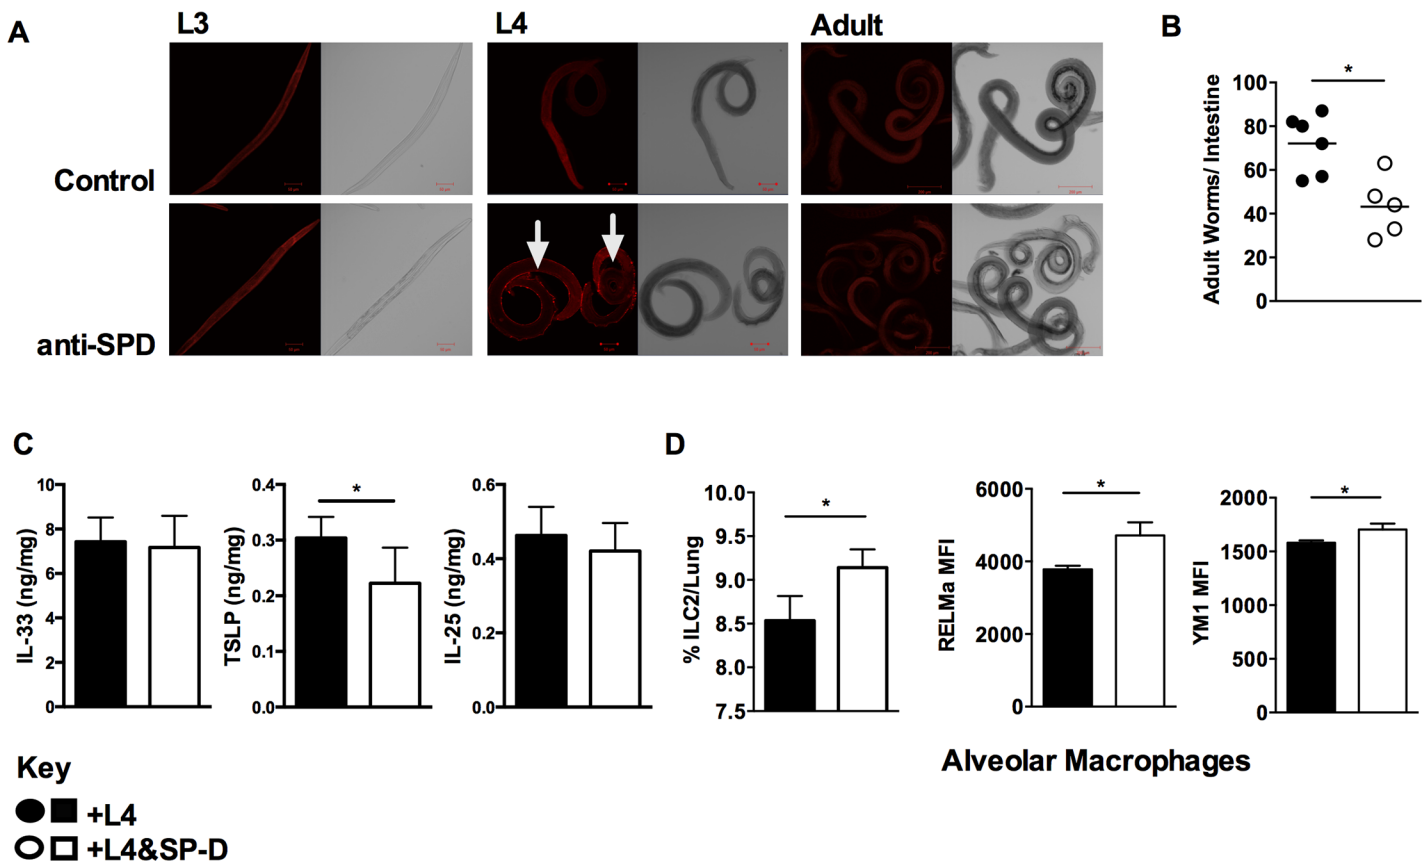 A
L3
L4
Adult
Control
anti-SPD
B
*
Adult Worms/ Intestine
100
80
60
40
20
0
C
IL-33 (ng/mg)
10
8
6
4
2
0
TSLP (ng/mg)
0.4
0.3
0.2
0.1
0.0
*
IL-25 (ng/mg)
0.6
0.4
0.2
0.0
D
% ILC2/Lung
10.0
9.5
9.0
8.5
8.0
7.5
*
RELMa MFI
6000
4000
2000
0
*
YM1 MFI
2000
1500
1000
500
0
*
Alveolar Macrophages
Key
+L4
+L4&SP-D